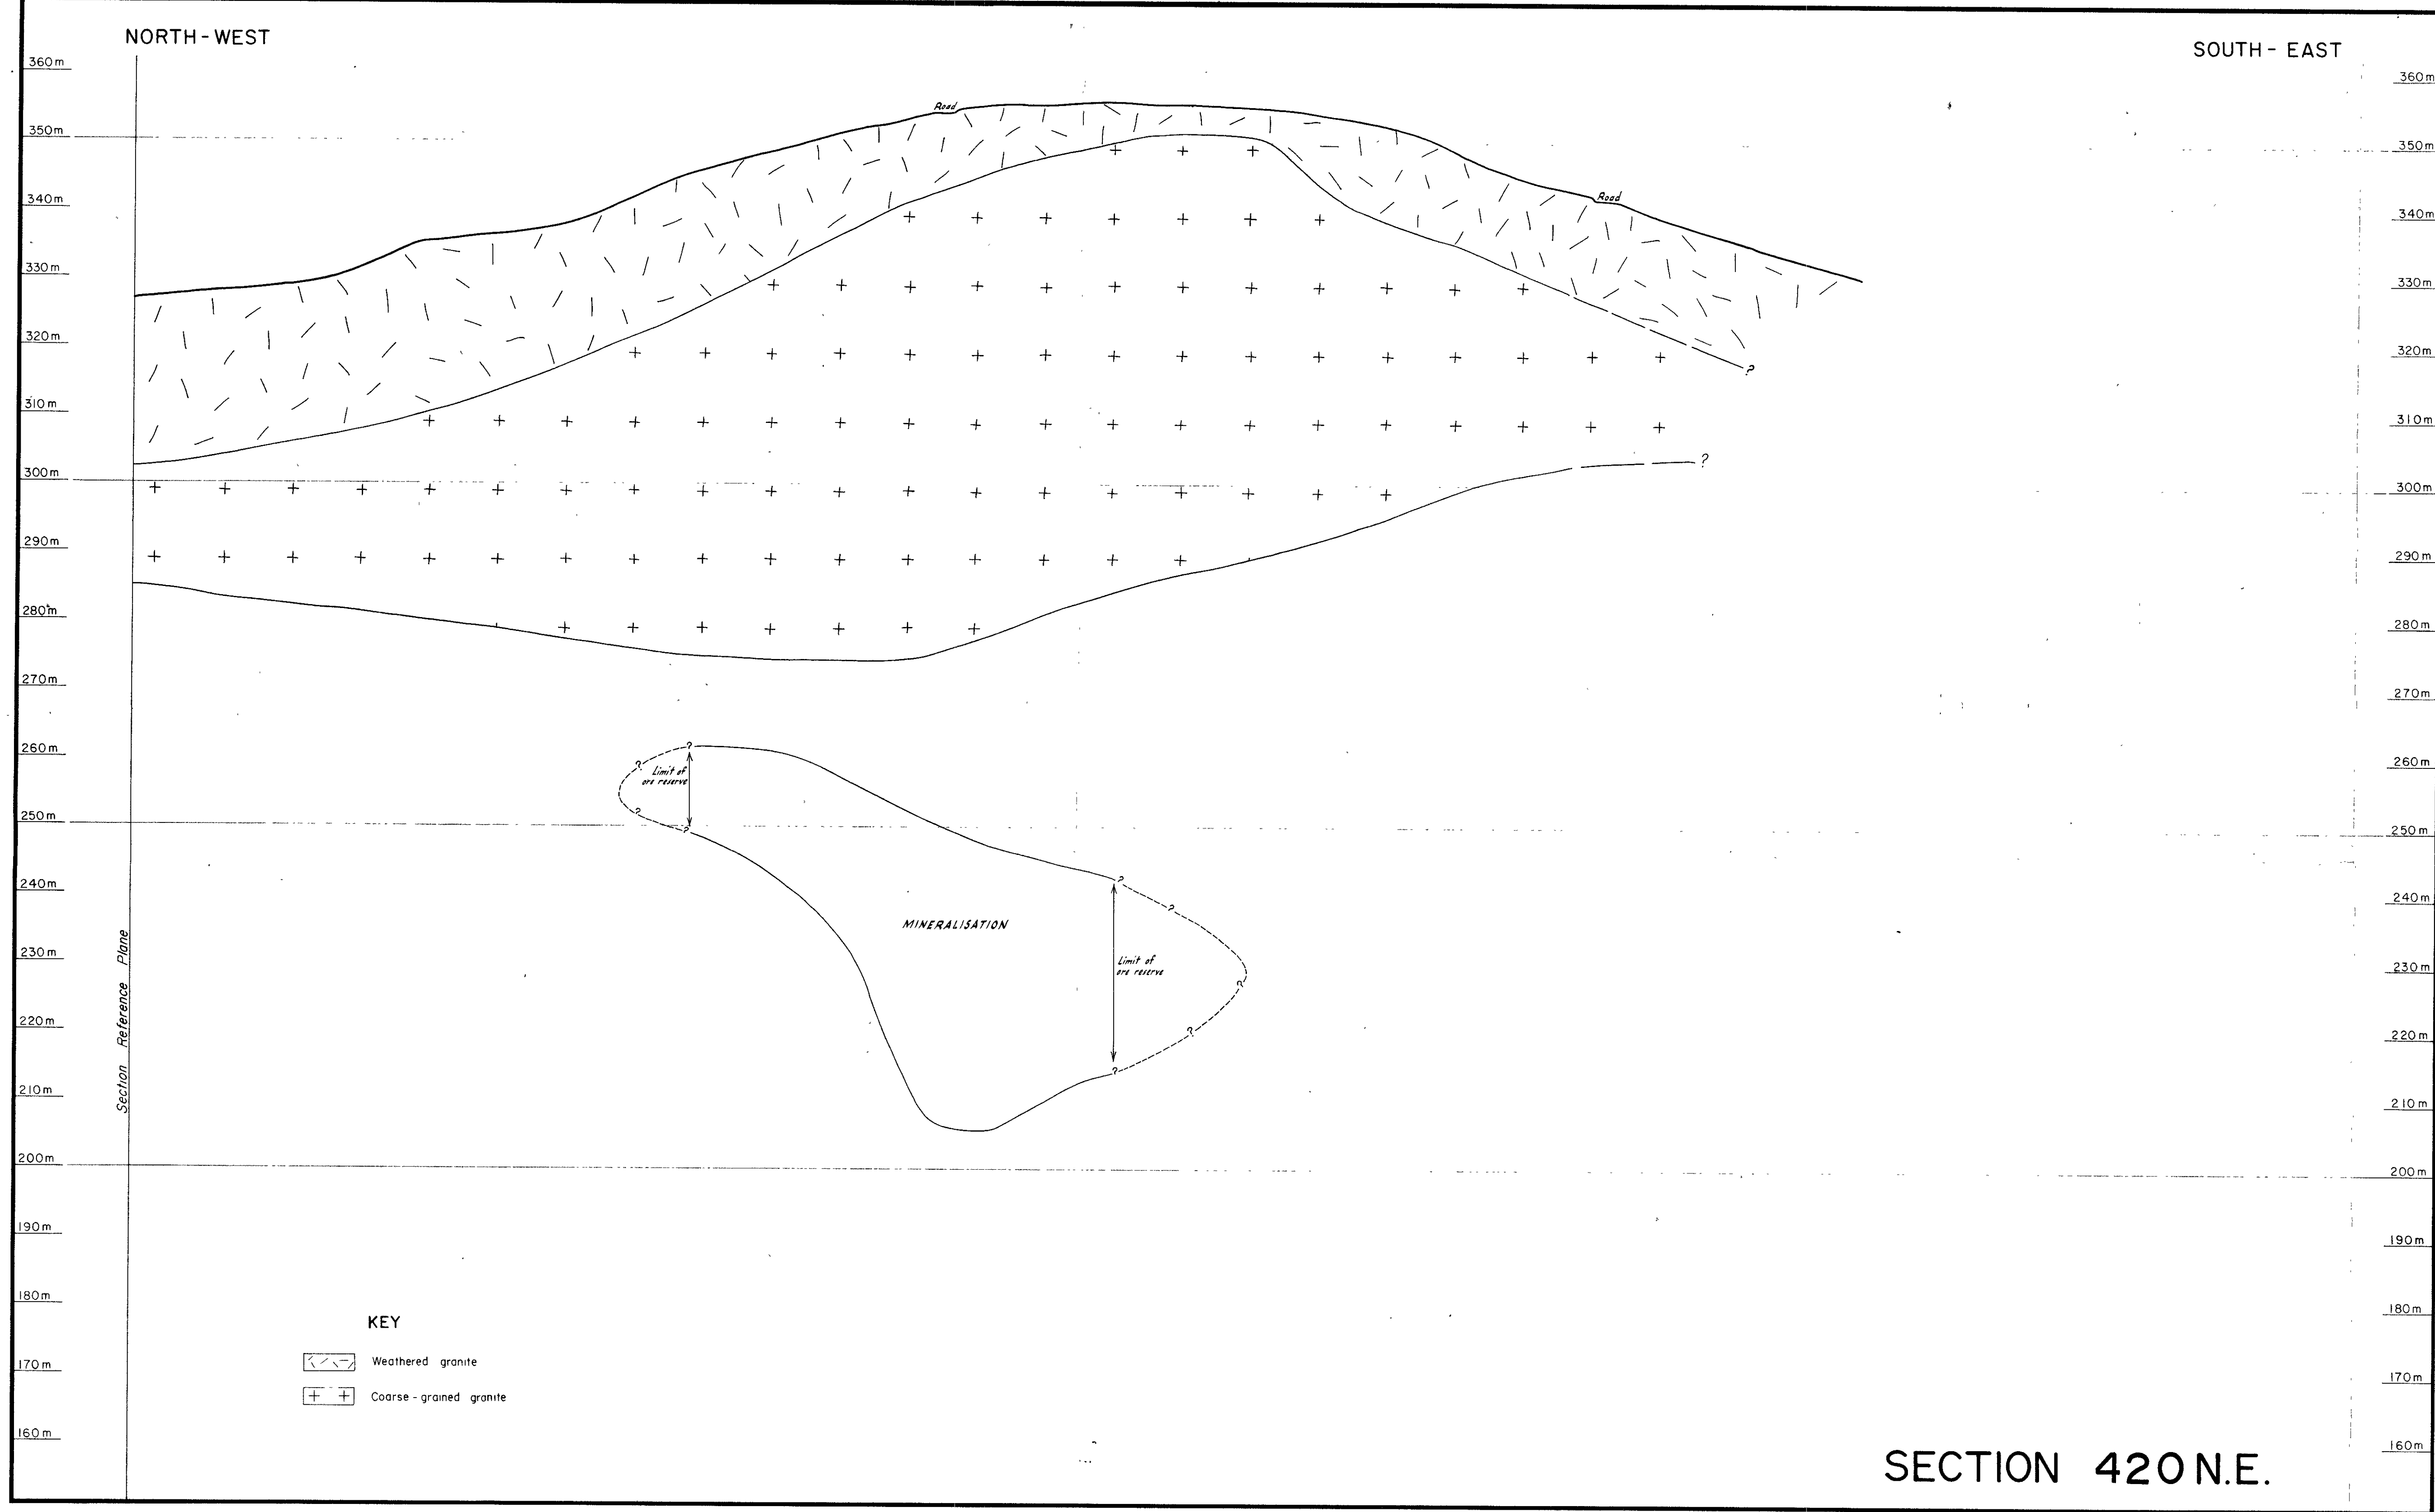 NORTH-WEST
SOUTH - EAST
360m
350m
340m
330m
320m
310m
300m
290m
280m
270m
260m
250m
240m
230m
220m
210m
200m
190m
180m
170m
160m
360m
350m
340m
330m
320m
310m
300m
290m
280m
270m
260m
250m
240m
230m
220m
210m
200m
190m
180m
170m
160m
Road
Road
?
?
?
?
Limit of
ore reserve
?
?
?
?
MINERALISATION
Limit of
ore reserve
?
?
?
Section Reference Plane
KEY
Weathered granite
Coarse - grained granite
SECTION 420 N.E.